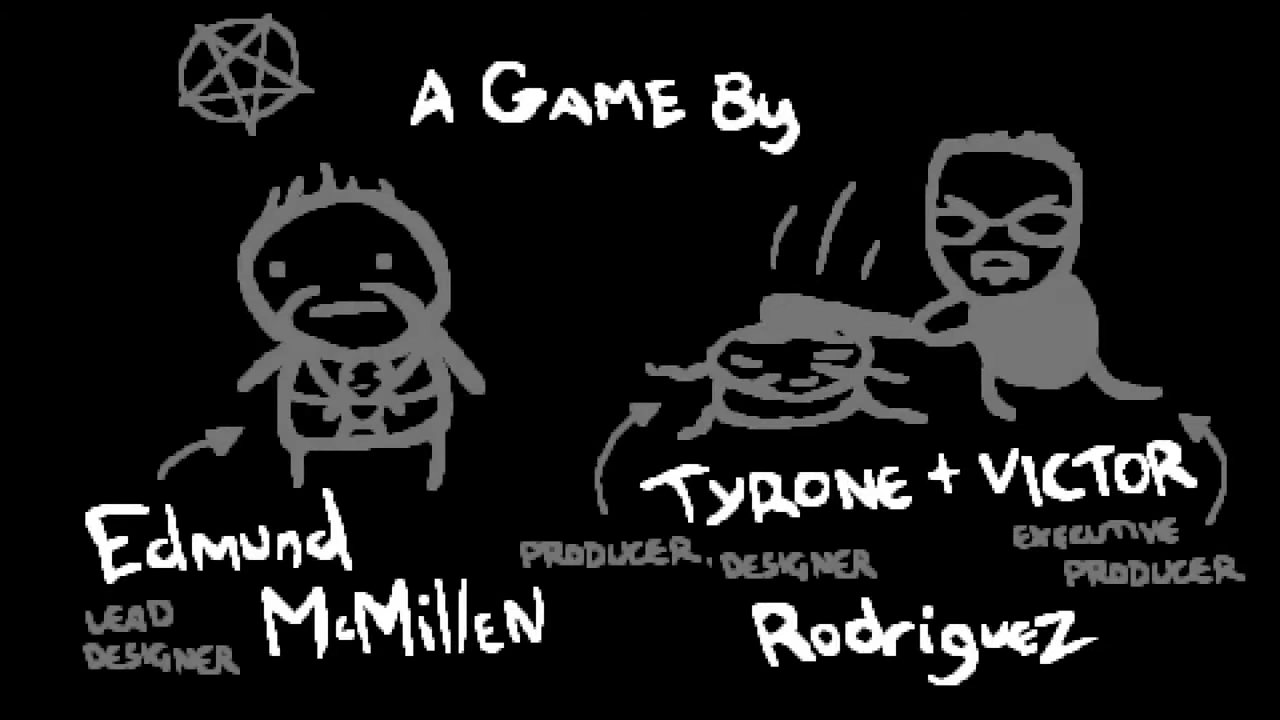 A GAME By
Edmund
McMillEN
LEAD
DESIGNER
TYRONE + VICTOR
PRODUCER, DESIGNER
EXECUTIVE
PRODUCER
RodriguEZ